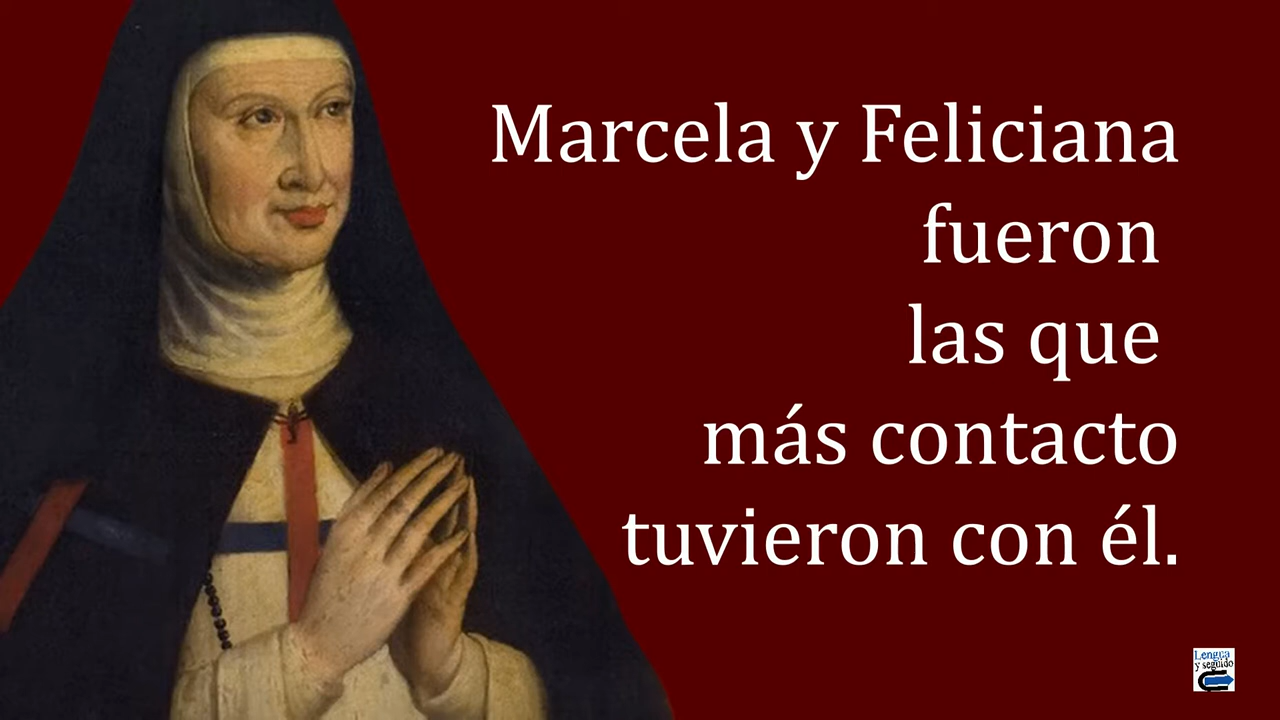 Marcela y Feliciana
fueron
las que
más contacto
tuvieron con él.
Lengua
y seguido